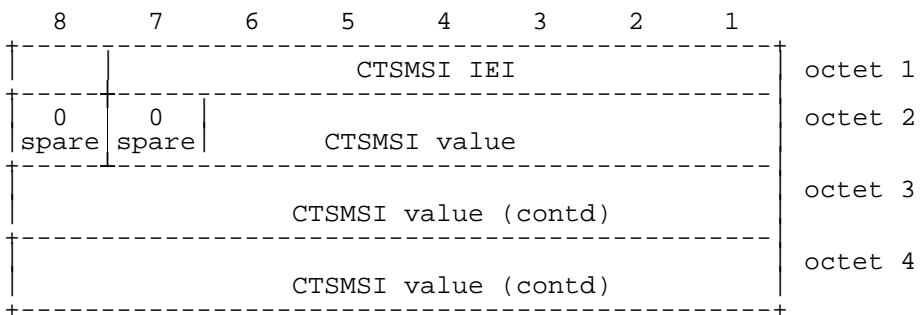 8 7 6 5 4 3 2 1
CTSMSI IEI octet 1
0 0 octet 2
spare spare CTSMSI value
octet 3
CTSMSI value (contd)
octet 4
CTSMSI value (contd)